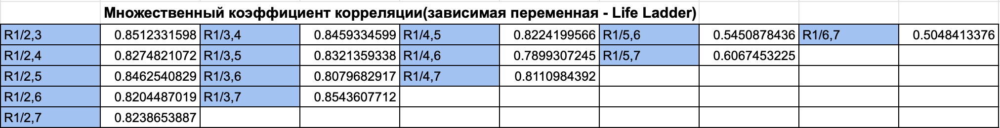 Множественный коэффициент корреляции(зависимая переменная - Life Ladder)
R1/2,3 0.8512331598 R1/3,4 0.8459334599 R1/4,5 0.8224199566 R1/5,6 0.5450878436 R1/6,7 0.5048413376
R1/2,4 0.8274821072 R1/3,5 0.8321359338 R1/4,6 0.7899307245 R1/5,7 0.6067453225
R1/2,5 0.8462540829 R1/3,6 0.8079682917 R1/4,7 0.8110984392
R1/2,6 0.8204487019 R1/3,7 0.8543607712
R1/2,7 0.8238653887